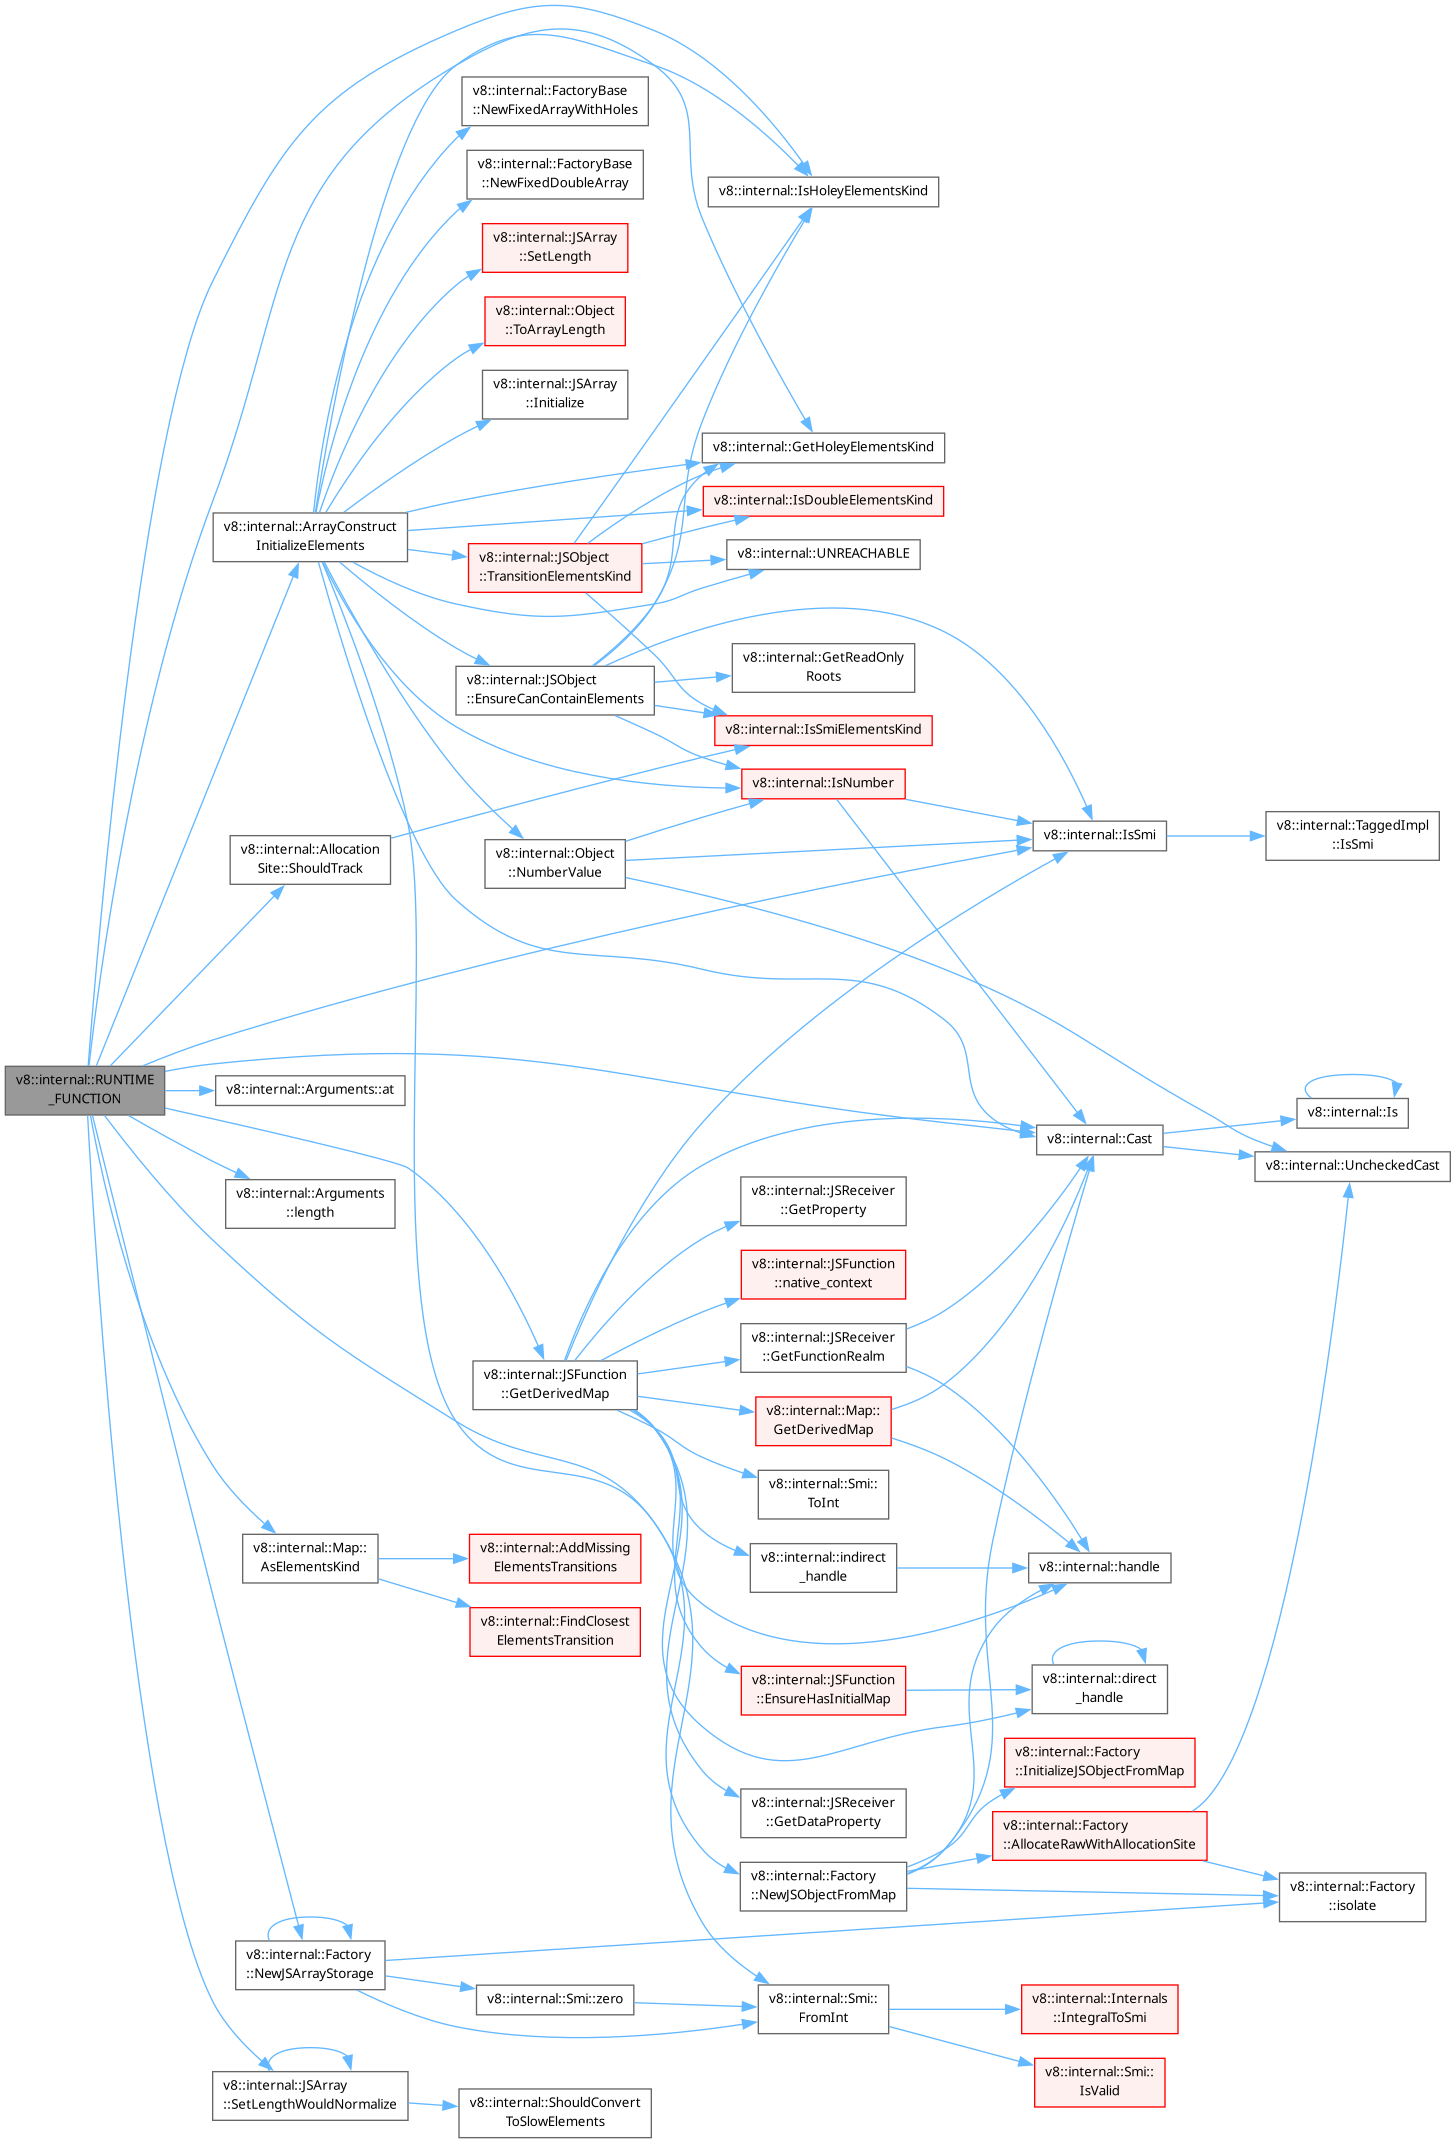 v8::internal::FactoryBase
::NewFixedArrayWithHoles
v8::internal::FactoryBase
::NewFixedDoubleArray
v8::internal::IsHoleyElementsKind
v8::internal::JSArray
::SetLength
v8::internal::Object
::ToArrayLength
v8::internal::JSArray
::Initialize
v8::internal::GetHoleyElementsKind
v8::internal::IsDoubleElementsKind
v8::internal::ArrayConstruct
InitializeElements
v8::internal::JSObject
::TransitionElementsKind
v8::internal::UNREACHABLE
v8::internal::GetReadOnly
Roots
v8::internal::JSObject
::EnsureCanContainElements
v8::internal::IsSmiElementsKind
v8::internal::IsNumber
v8::internal::Allocation
Site::ShouldTrack
v8::internal::Object
::NumberValue
v8::internal::IsSmi
v8::internal::TaggedImpl
::IsSmi
v8::internal::RUNTIME
_FUNCTION
v8::internal::Arguments::at
v8::internal::Is
v8::internal::Cast
v8::internal::UncheckedCast
v8::internal::Arguments
::length
v8::internal::JSReceiver
::GetProperty
v8::internal::JSFunction
::native_context
v8::internal::JSReceiver
::GetFunctionRealm
v8::internal::JSFunction
::GetDerivedMap
v8::internal::Map::
GetDerivedMap
v8::internal::Smi::
ToInt
v8::internal::Map::
AsElementsKind
v8::internal::AddMissing
ElementsTransitions
v8::internal::indirect
_handle
v8::internal::handle
v8::internal::FindClosest
ElementsTransition
v8::internal::JSFunction
::EnsureHasInitialMap
v8::internal::direct
_handle
v8::internal::Factory
::InitializeJSObjectFromMap
v8::internal::JSReceiver
::GetDataProperty
v8::internal::Factory
::AllocateRawWithAllocationSite
v8::internal::Factory
::NewJSObjectFromMap
v8::internal::Factory
::isolate
v8::internal::Factory
::NewJSArrayStorage
v8::internal::Smi::zero
v8::internal::Smi::
FromInt
v8::internal::Internals
::IntegralToSmi
v8::internal::Smi::
IsValid
v8::internal::JSArray
::SetLengthWouldNormalize
v8::internal::ShouldConvert
ToSlowElements